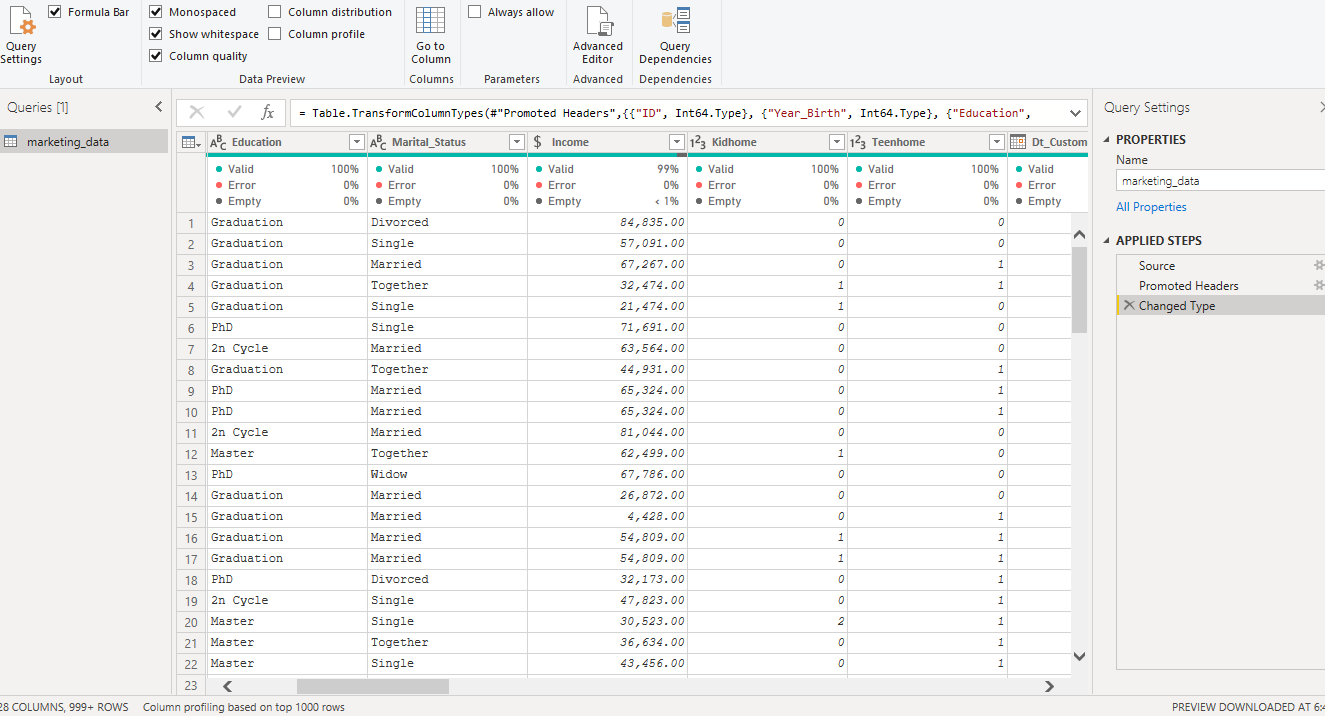 Formula Bar
Monospaced
Column distribution
Always allow
Show whitespace
Column profile
Column quality
Query Settings
Go to Column
Advanced Editor
Query Dependencies
Layout
Data Preview
Columns
Parameters
Advanced
Dependencies
Queries [1]
marketing_data
fx
= Table.TransformColumnTypes(#"Promoted Headers",{{"ID", Int64.Type}, {"Year_Birth", Int64.Type}, {"Education",
ABC Education ABC Marital_Status $ Income 123 Kidhome 123 Teenhome Dt_Custom
Valid 100% Valid 100% Valid 99% Valid 100% Valid 100% Valid
Error 0% Error 0% Error 0% Error 0% Error 0% Error
Empty 0% Empty 0% Empty < 1% Empty 0% Empty 0% Empty
1 Graduation Divorced 84,835.00 0 0
2 Graduation Single 57,091.00 0 0
3 Graduation Married 67,267.00 0 1
4 Graduation Together 32,474.00 1 1
5 Graduation Single 21,474.00 1 0
6 PhD Single 71,691.00 0 0
7 2n Cycle Married 63,564.00 0 0
8 Graduation Together 44,931.00 0 1
9 PhD Married 65,324.00 0 1
10 PhD Married 65,324.00 0 1
11 2n Cycle Married 81,044.00 0 0
12 Master Together 62,499.00 1 0
13 PhD Widow 67,786.00 0 0
14 Graduation Married 26,872.00 0 0
15 Graduation Married 4,428.00 0 1
16 Graduation Married 54,809.00 1 1
17 Graduation Married 54,809.00 1 1
18 PhD Divorced 32,173.00 0 1
19 2n Cycle Single 47,823.00 0 1
20 Master Single 30,523.00 2 1
21 Master Together 36,634.00 0 1
22 Master Single 43,456.00 0 1
23
Query Settings
PROPERTIES
Name
marketing_data
All Properties
APPLIED STEPS
Source
Promoted Headers
Changed Type
28 COLUMNS, 999+ ROWS Column profiling based on top 1000 rows
PREVIEW DOWNLOADED AT 6:4